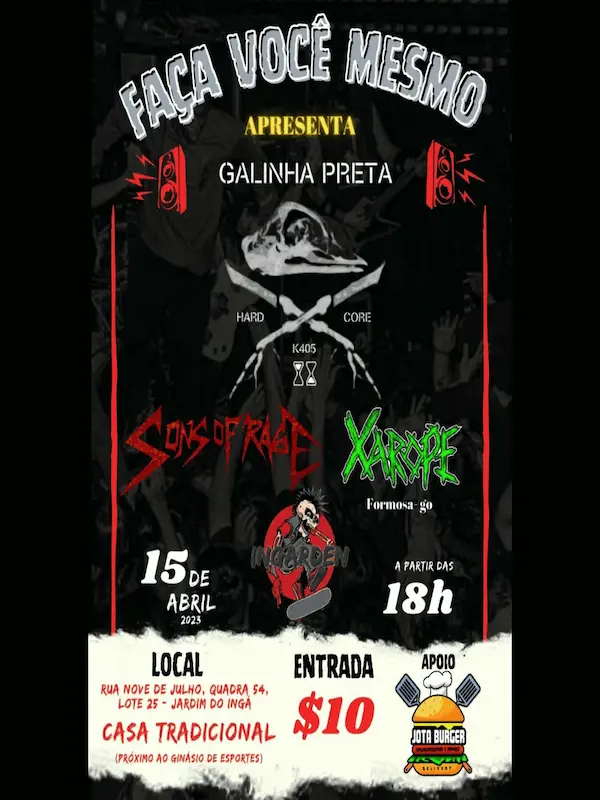 FAÇA VOCÊ MESMO
APRESENTA
GALINHA PRETA
HARD CORE
K405
SONS OF RAGE
XAROPE
Formosa-go
INGARDEN
15 DE
ABRIL
2023
A PARTIR DAS
18h
LOCAL
RUA NOVE DE JULHO, QUADRA 54,
LOTE 25 - JARDIM DO INGÁ
CASA TRADICIONAL
(PRÓXIMO AO GINÁSIO DE ESPORTES)
ENTRADA
$10
APOIO
JOTA BURGER
DELIVERY